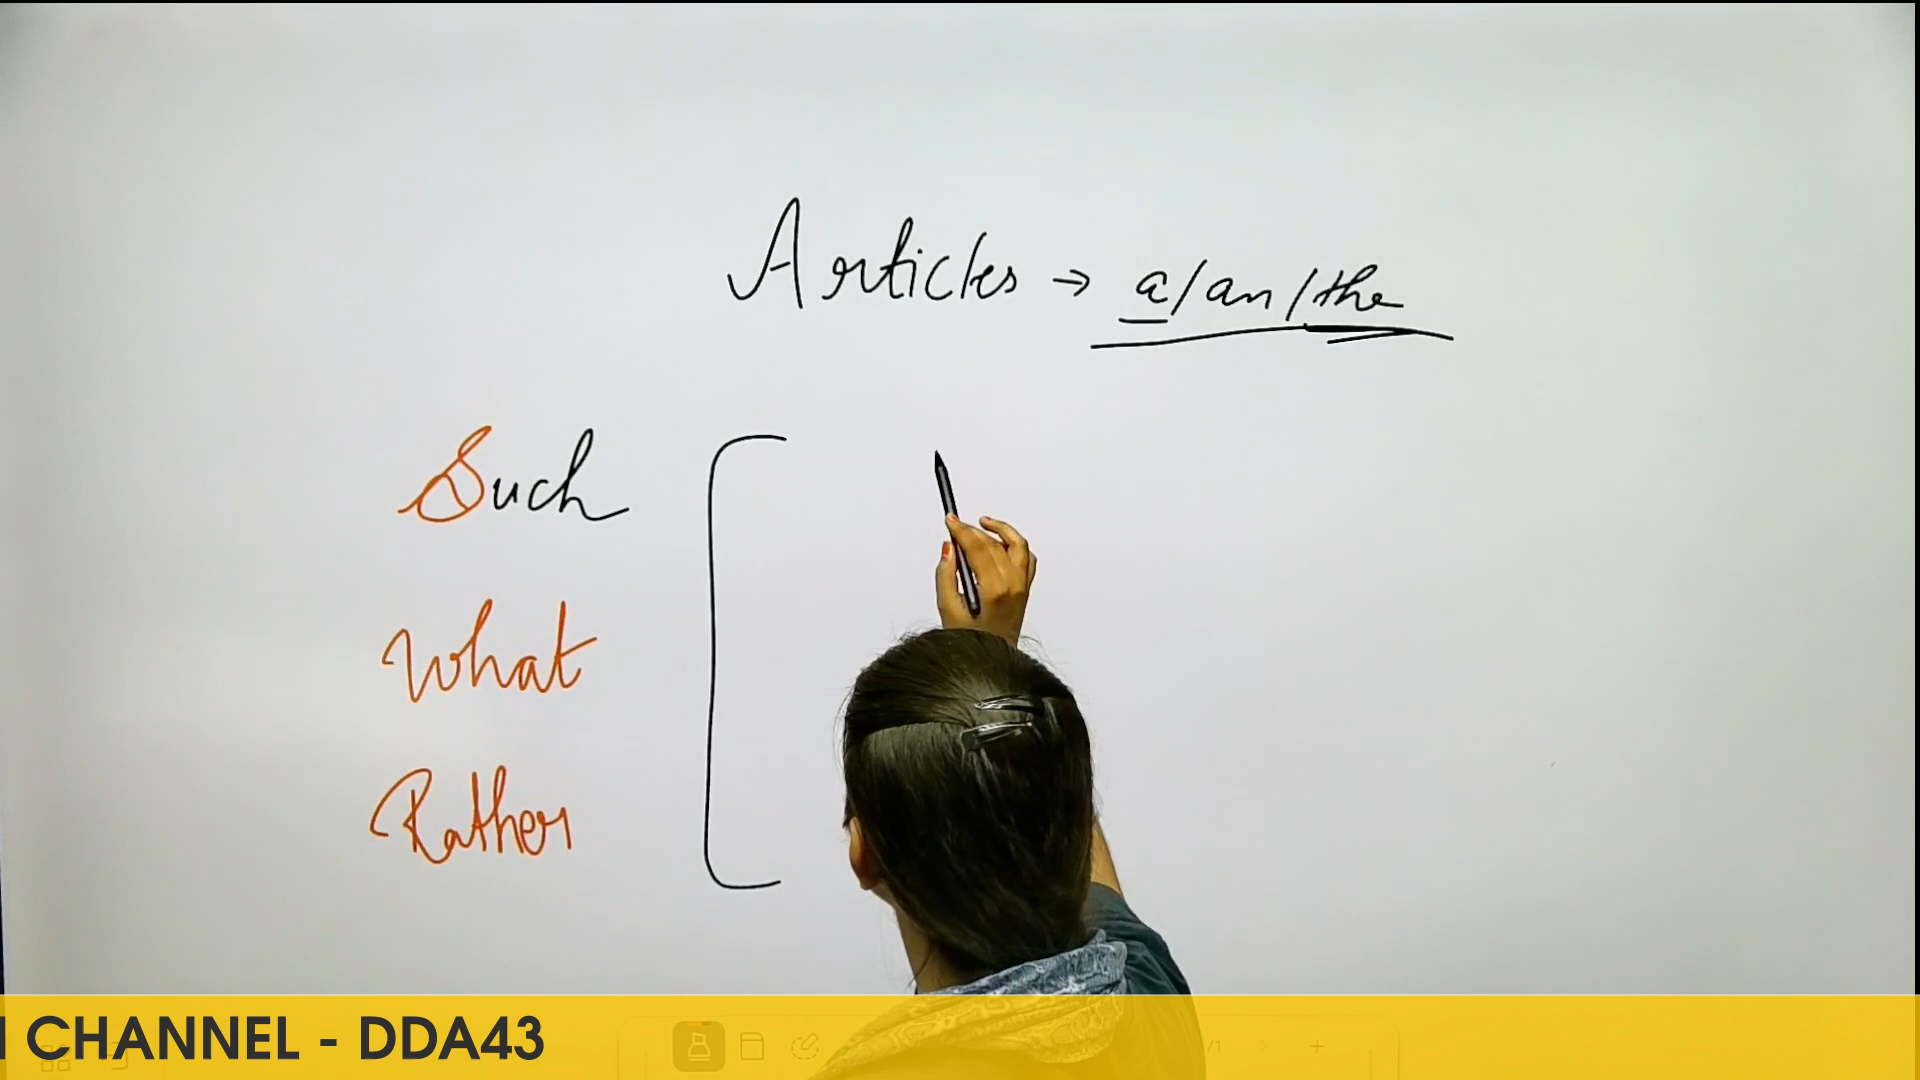 Articles → a/an/the
Such
What
Rather
CHANNEL - DDA43